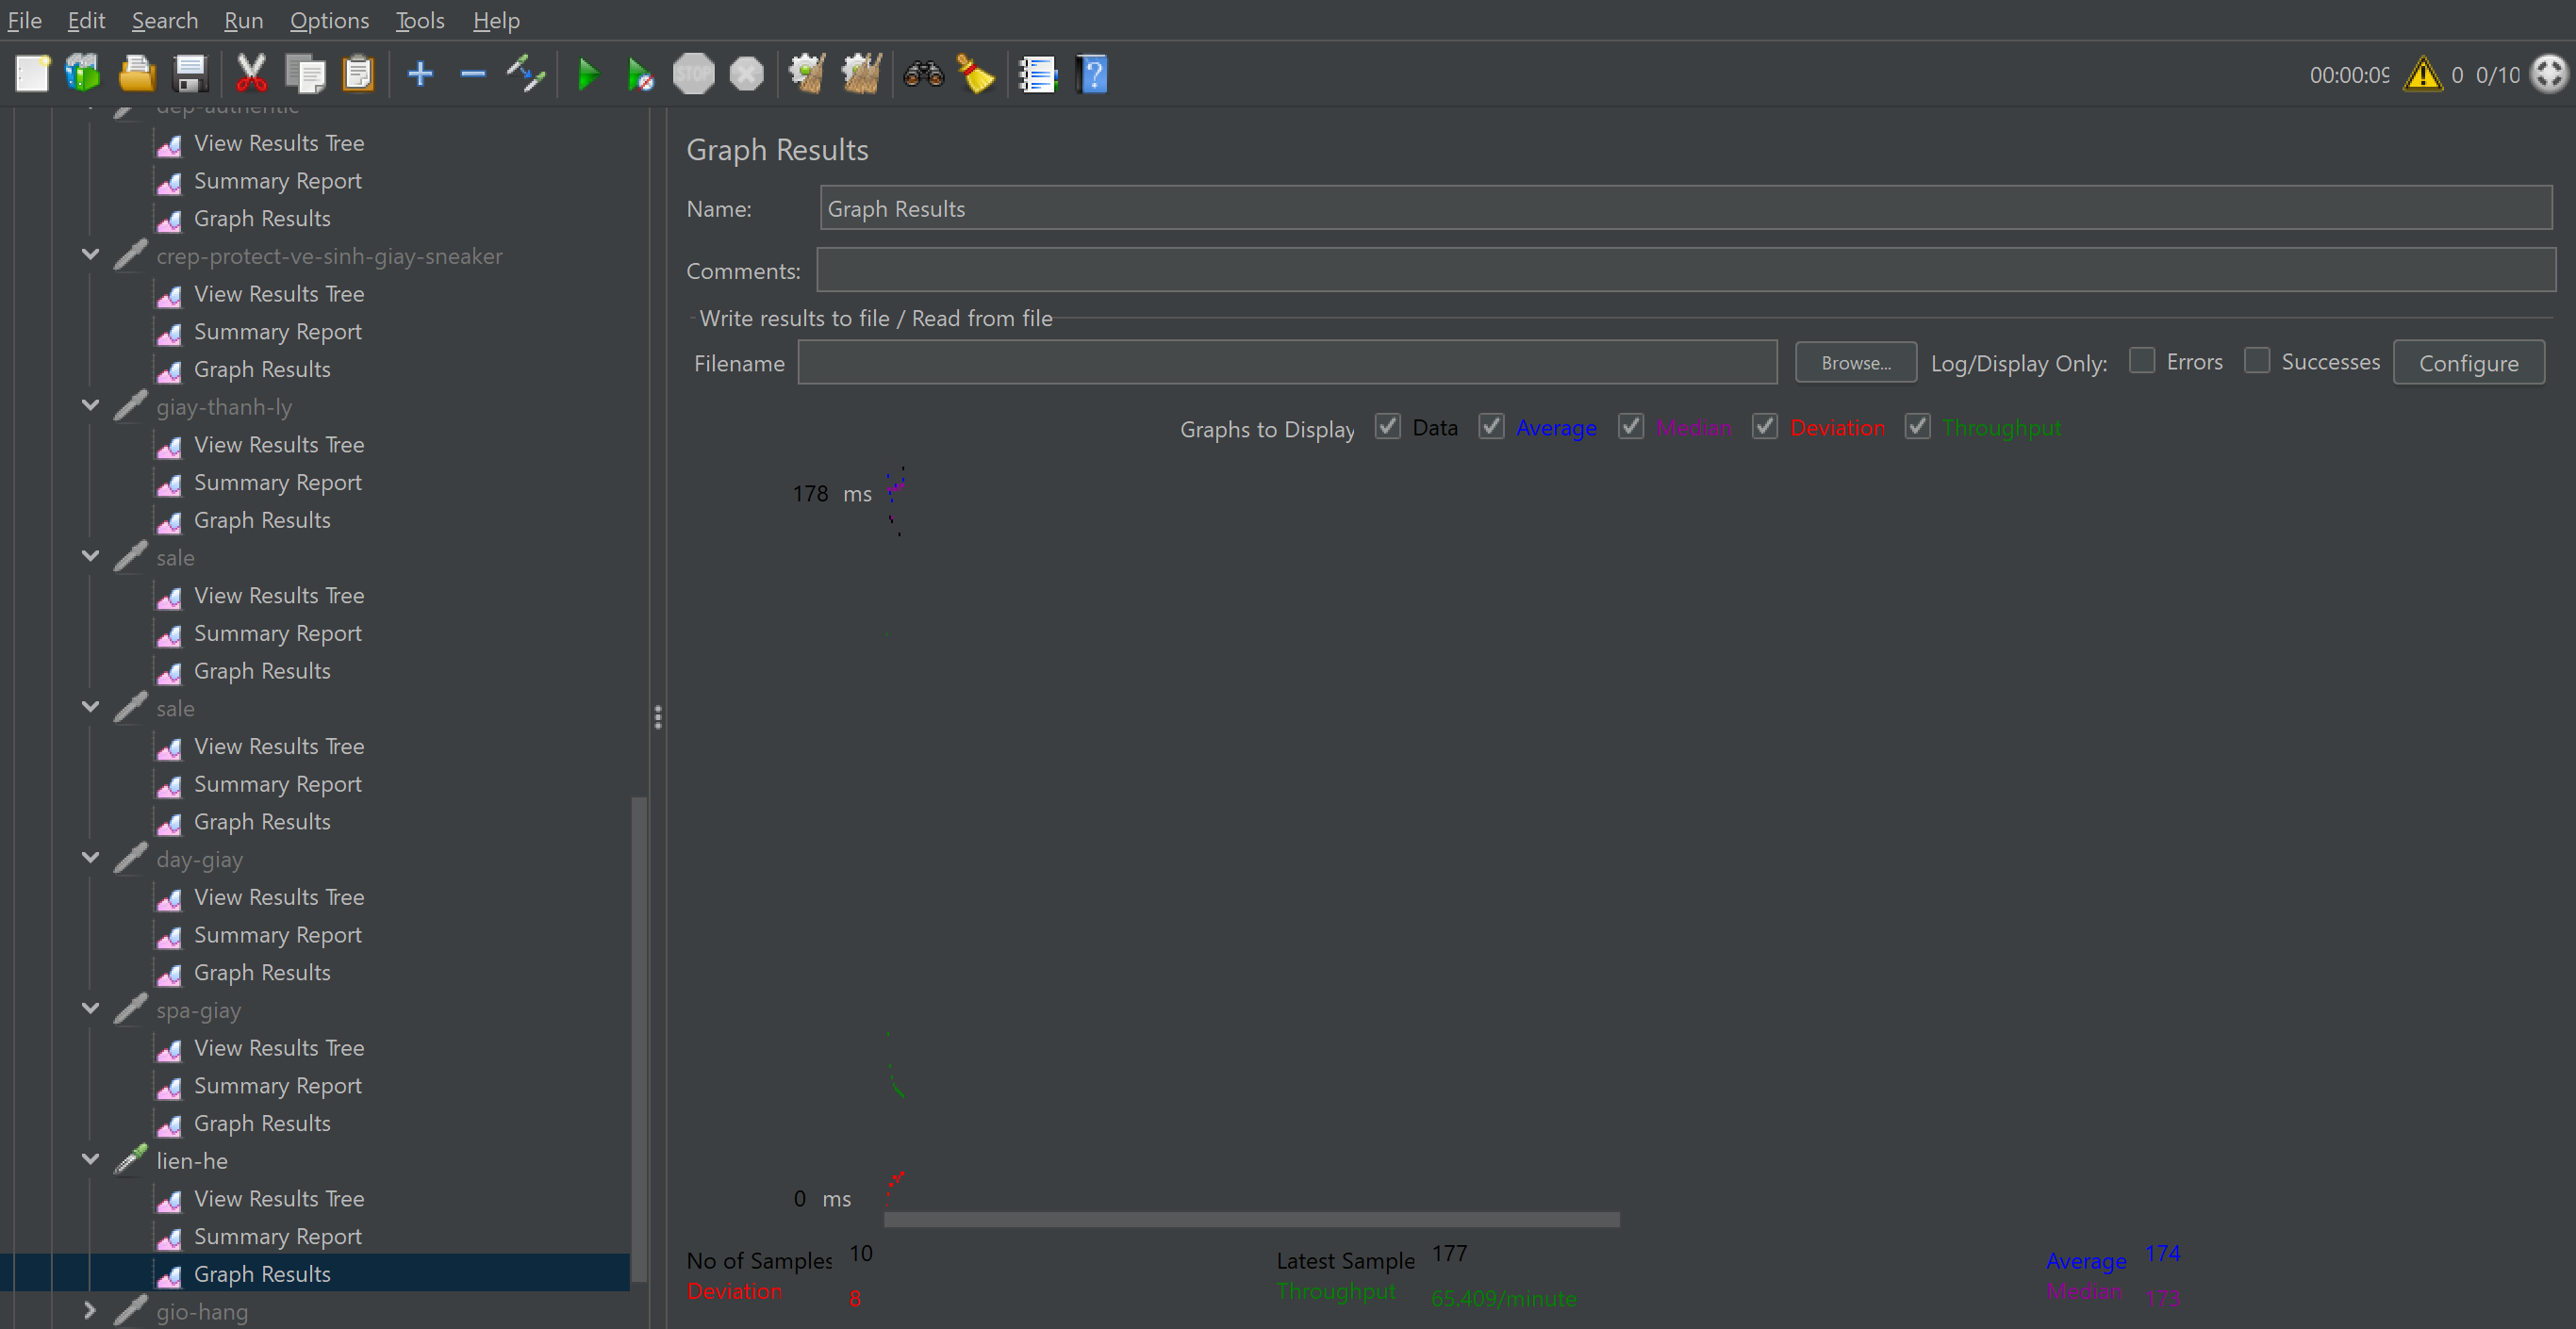 File Edit Search Run Options Tools Help
STOP
00:00:09 0 0/10
dep-authentic
View Results Tree
Summary Report
Graph Results
crep-protect-ve-sinh-giay-sneaker
View Results Tree
Summary Report
Graph Results
giay-thanh-ly
View Results Tree
Summary Report
Graph Results
sale
View Results Tree
Summary Report
Graph Results
sale
View Results Tree
Summary Report
Graph Results
day-giay
View Results Tree
Summary Report
Graph Results
spa-giay
View Results Tree
Summary Report
Graph Results
lien-he
View Results Tree
Summary Report
Graph Results
gio-hang
Graph Results
Name: Graph Results
Comments:
Write results to file / Read from file
Filename Browse... Log/Display Only: Errors Successes Configure
Graphs to Display Data Average Median Deviation Throughput
178 ms
0 ms
No of Samples 10 Latest Sample 177 Average 174
Deviation 8 Throughput 65.409/minute Median 173